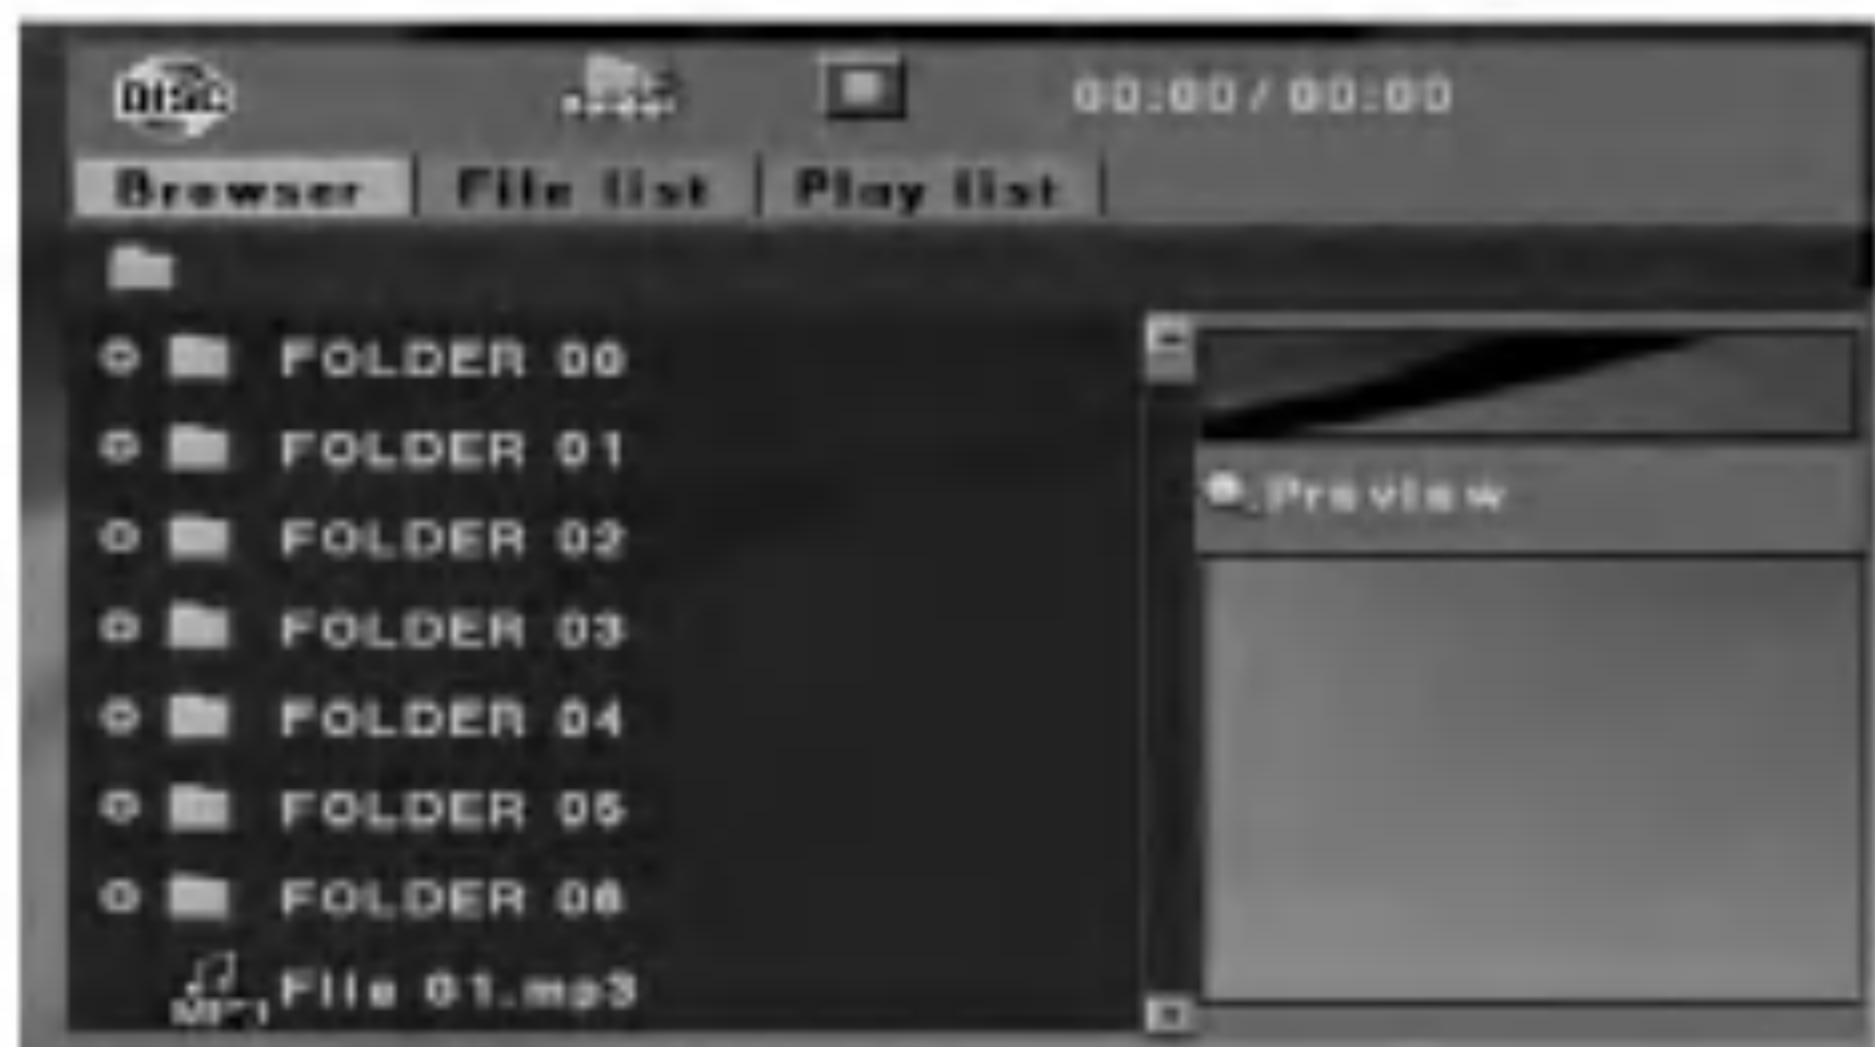 DISC 00:00 / 00:00
Browser File list Play list
FOLDER 00
FOLDER 01
FOLDER 02
FOLDER 03
FOLDER 04
FOLDER 05
FOLDER 06
File 01.mp3
Preview